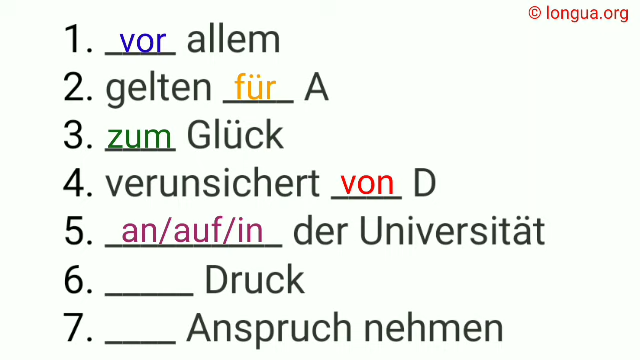 © longua.org
1. vor allem
2. gelten für A
3. zum Glück
4. verunsichert von D
5. an/auf/in der Universität
6. _____ Druck
7. ____ Anspruch nehmen